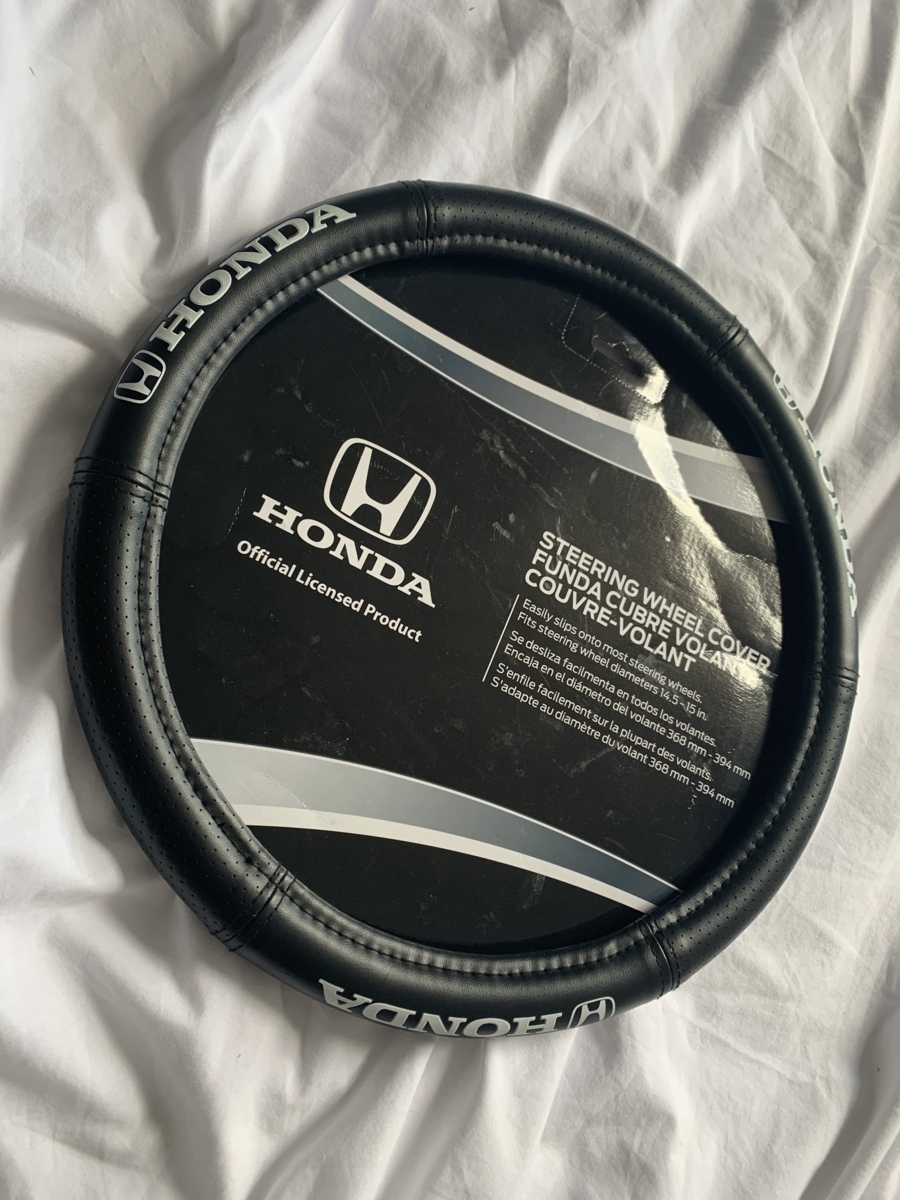 HONDA
HONDA
Official Licensed Product
STEERING WHEEL COVER
FUNDA CUBRE VOLANTE
COUVRE-VOLANT
Easily slips onto most steering wheels.
Fits steering wheel diameters 14.5 - 15 in.
Se desliza facilmenta en todos los volantes.
Encaja en el diámetro del volante 368 mm - 394 mm
S'enfile facilement sur la plupart des volants.
S'adapte au diamètre du volant 368 mm - 394 mm
HONDA
HONDA